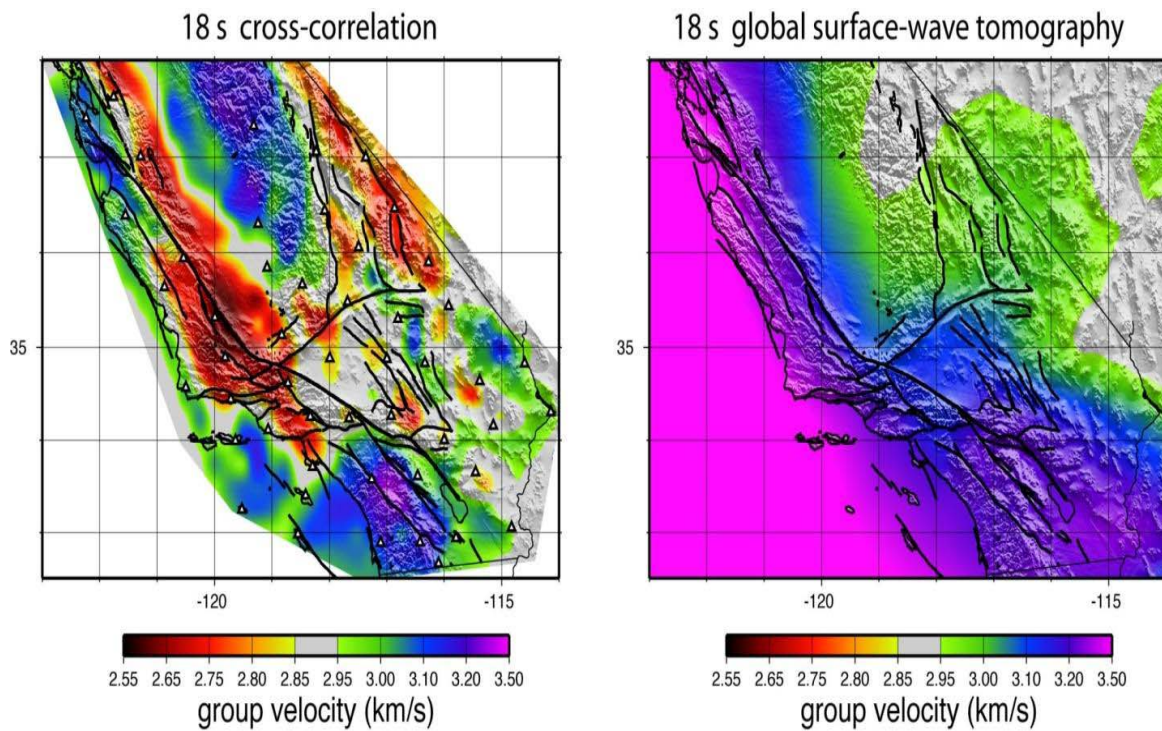 18 s cross-correlation
18 s global surface-wave tomography
35
-120
-115
2.55 2.65 2.75 2.80 2.85 2.95 3.00 3.10 3.20 3.50
group velocity (km/s)
35
-120
-115
2.55 2.65 2.75 2.80 2.85 2.95 3.00 3.10 3.20 3.50
group velocity (km/s)